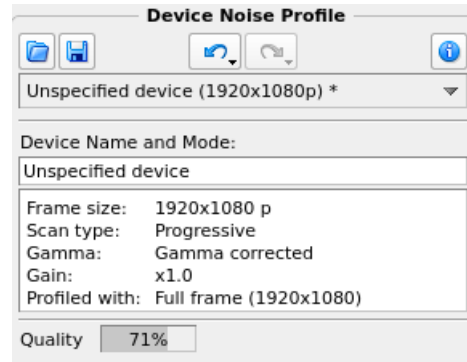 Device Noise Profile
Unspecified device (1920x1080p) *
Device Name and Mode:
Unspecified device
Frame size: 1920x1080 p
Scan type: Progressive
Gamma: Gamma corrected
Gain: x1.0
Profiled with: Full frame (1920x1080)
Quality 71%